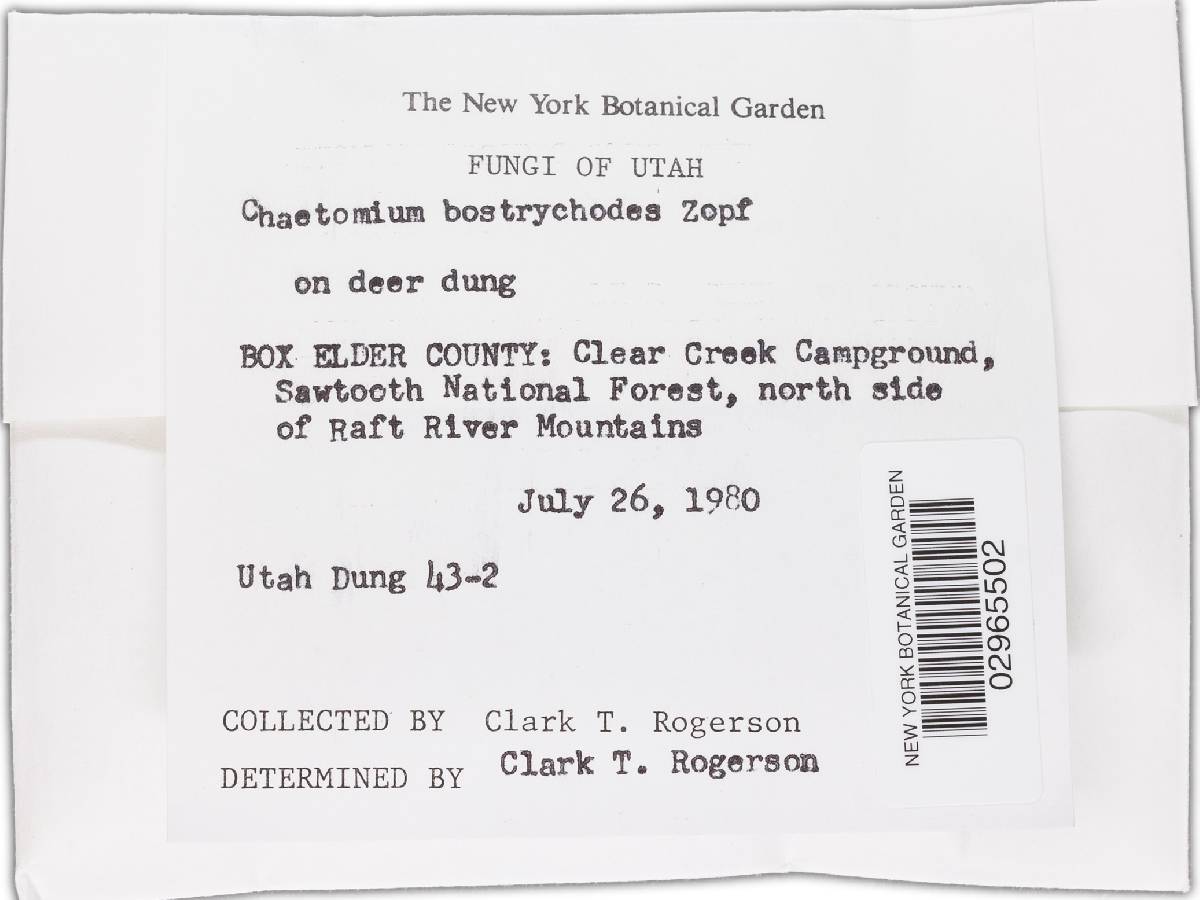 The New York Botanical Garden
FUNGI OF UTAH
Chaetomium bostrychodes Zopf
on deer dung
BOX ELDER COUNTY: Clear Creek Campground,
Sawtooth National Forest, north side
of Raft River Mountains
July 26, 1980
Utah Dung 43-2
COLLECTED BY Clark T. Rogerson
DETERMINED BY Clark T. Rogerson
NEW YORK BOTANICAL GARDEN
02965502